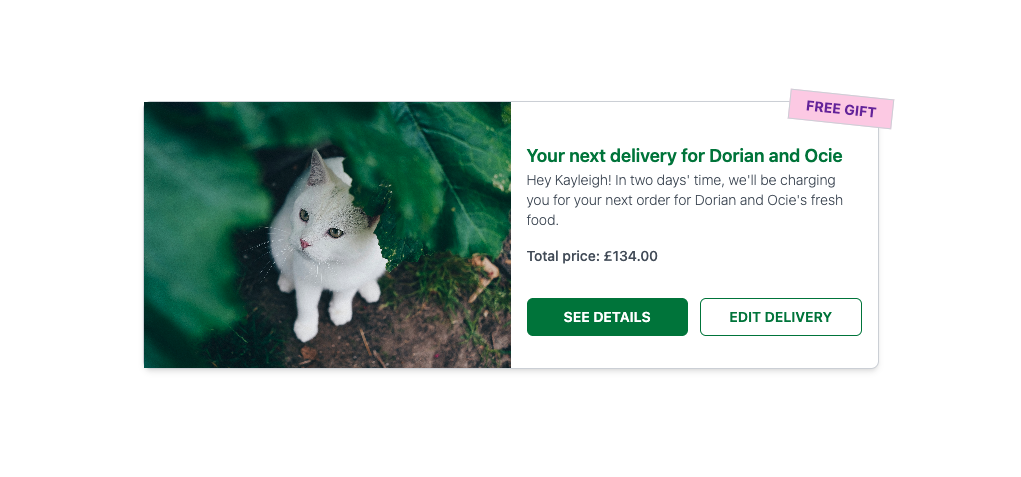 FREE GIFT
Your next delivery for Dorian and Ocie
Hey Kayleigh! In two days' time, we'll be charging
you for your next order for Dorian and Ocie's fresh
food.
Total price: £134.00
SEE DETAILS
EDIT DELIVERY